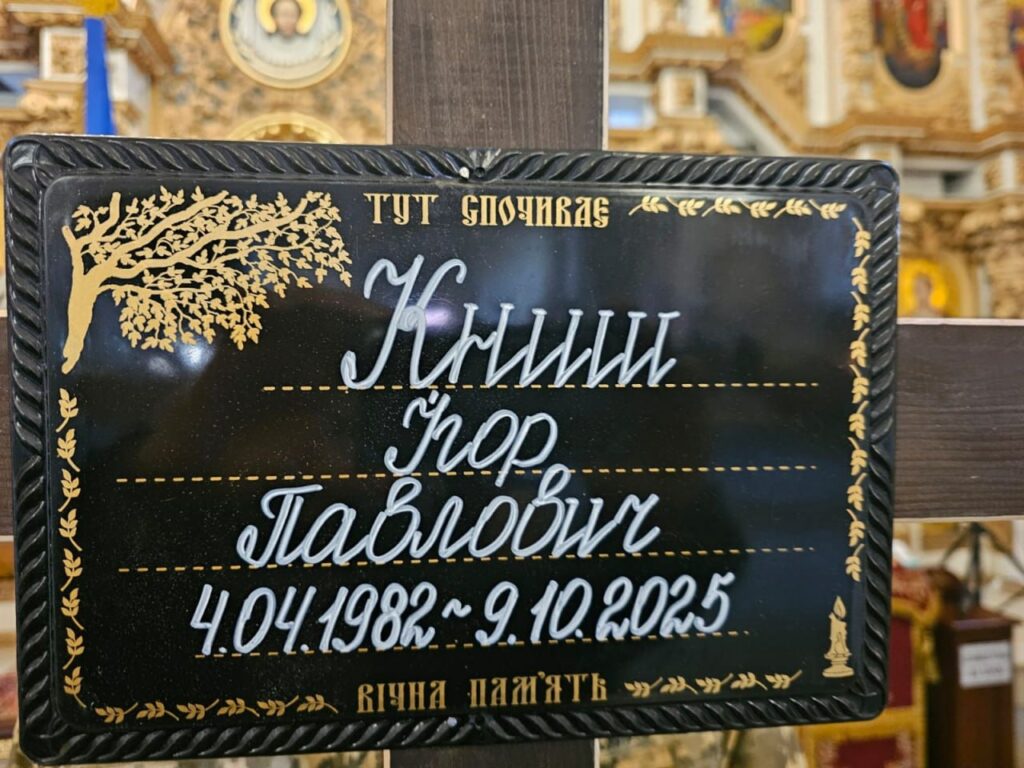 ТУТ СПОЧИВАЄ
Книш
Ігор
Павлович
4.04.1982 ~ 9.10.2025
ВІЧНА ПАМ'ЯТЬ